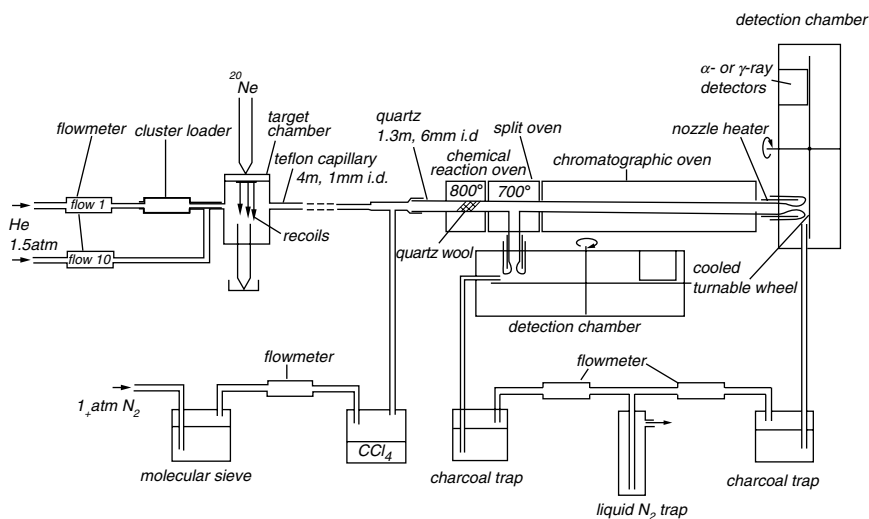 detection chamber
α- or γ-ray
detectors
nozzle heater
²⁰Ne
flowmeter
cluster loader
target
chamber
teflon capillary
4m, 1mm i.d.
quartz
1.3m, 6mm i.d
split oven
chemical
reaction oven
chromatographic oven
800°
700°
He
1.5atm
flow 1
flow 10
recoils
quartz wool
cooled
turnable wheel
detection chamber
flowmeter
flowmeter
1₊atm N₂
CCl₄
molecular sieve
charcoal trap
charcoal trap
liquid N₂ trap